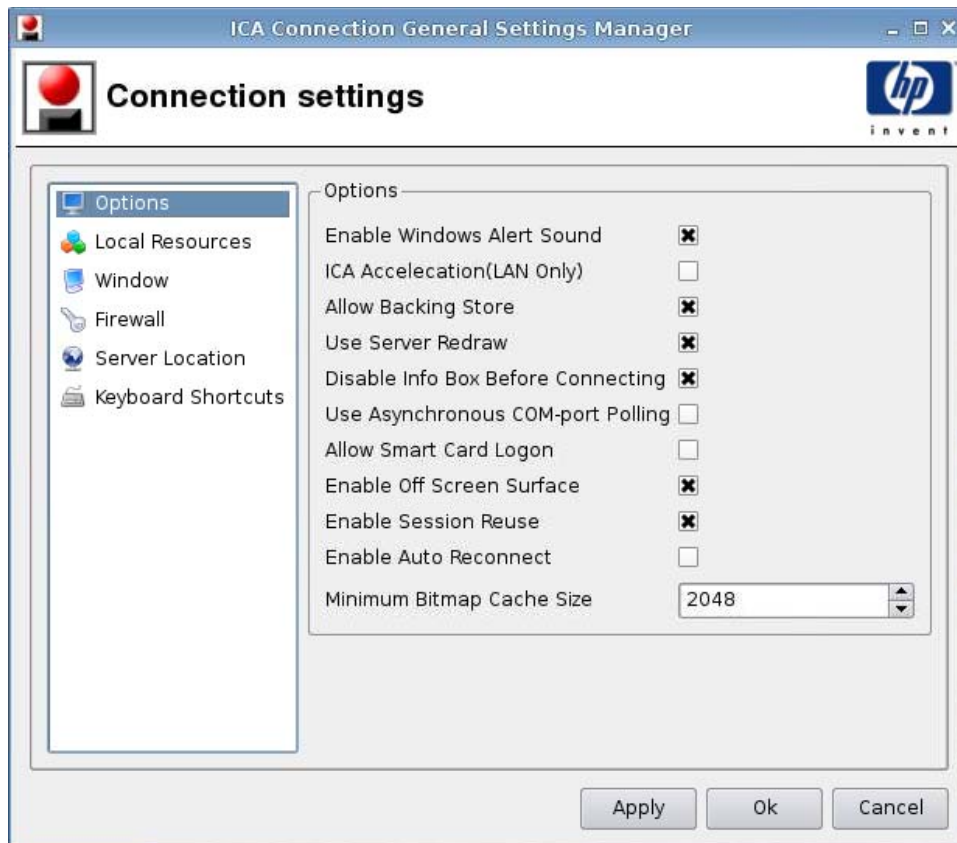 ICA Connection General Settings Manager
Connection settings
hp
invent
Options
Local Resources
Window
Firewall
Server Location
Keyboard Shortcuts
Options
Enable Windows Alert Sound
ICA Accelecation(LAN Only)
Allow Backing Store
Use Server Redraw
Disable Info Box Before Connecting
Use Asynchronous COM-port Polling
Allow Smart Card Logon
Enable Off Screen Surface
Enable Session Reuse
Enable Auto Reconnect
Minimum Bitmap Cache Size 2048
Apply Ok Cancel